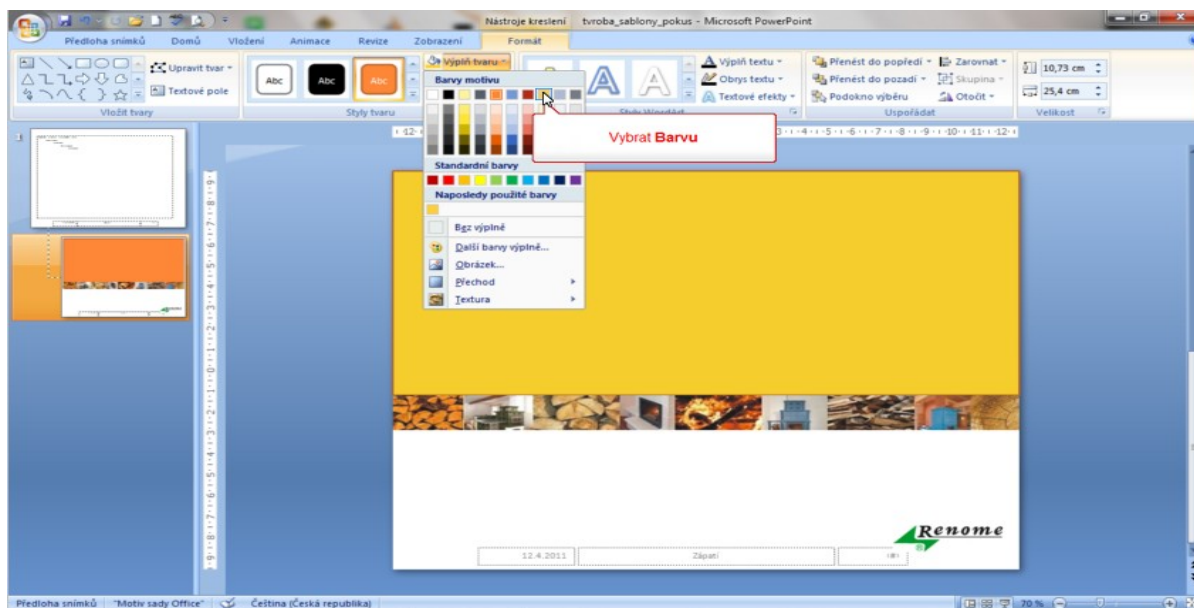 Nástroje kreslení tvroba_sablony_pokus - Microsoft PowerPoint
Předloha snímků Domů Vložení Animace Revize Zobrazení Formát
Upravit tvar
Textové pole
Vložit tvary
Abc Abc Abc
Styly tvaru
Výplň tvaru
Barvy motivu
Standardní barvy
Naposledy použité barvy
Bez výplně
Další barvy výplně...
Obrázek...
Přechod
Textura
Vybrat Barvu
Styly WordArt
Výplň textu
Obrys textu
Textové efekty
Přenést do popředí
Přenést do pozadí
Podokno výběru
Zarovnat
Skupina
Otočit
Uspořádat
10,73 cm
25,4 cm
Velikost
Renome
12.4.2011 Zápatí
Předloha snímků "Motiv sady Office" Čeština (Česká republika) 70 %